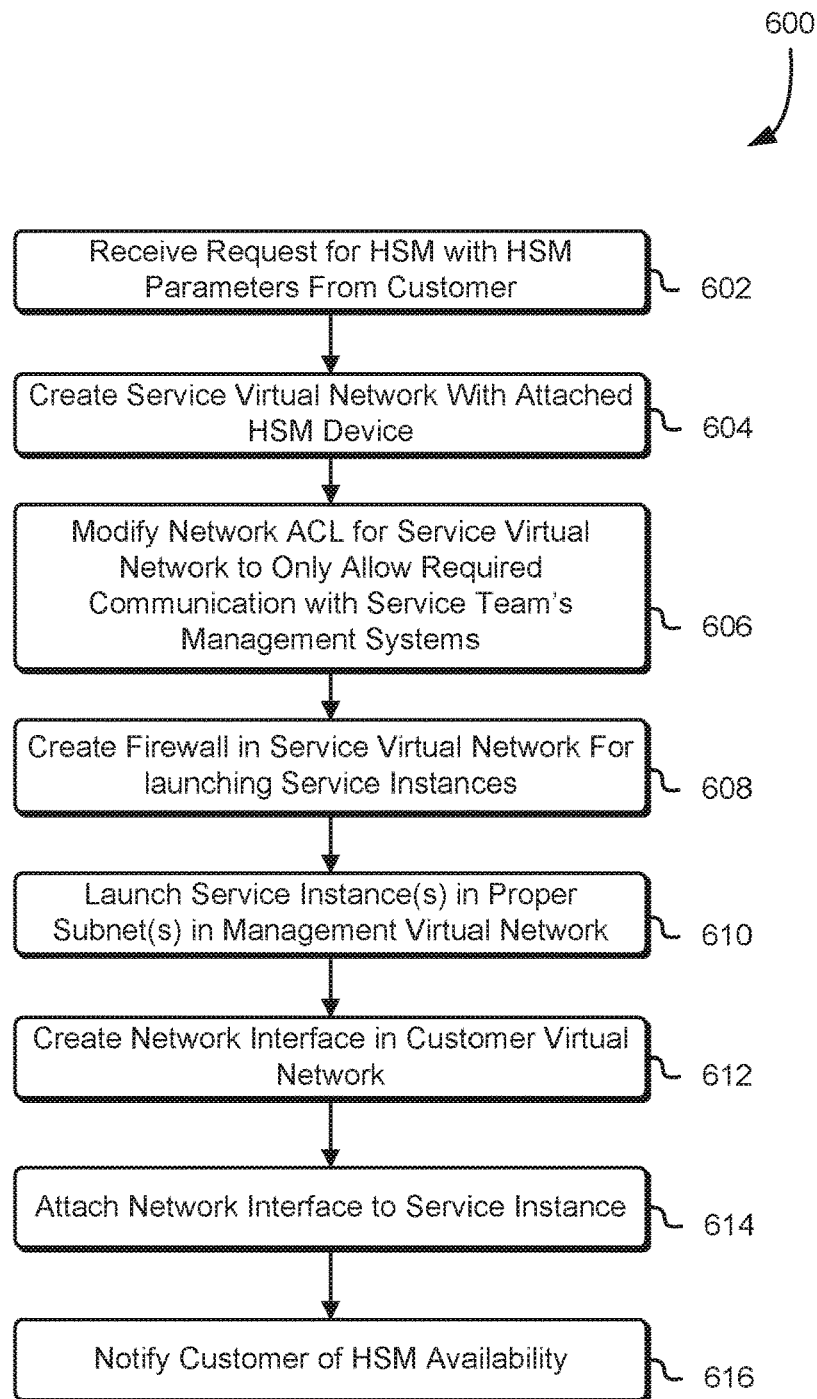 600
Receive Request for HSM with HSM
Parameters From Customer
602
Create Service Virtual Network With Attached
HSM Device
604
Modify Network ACL for Service Virtual
Network to Only Allow Required
Communication with Service Team's
Management Systems
606
Create Firewall in Service Virtual Network For
launching Service Instances
608
Launch Service Instance(s) in Proper
Subnet(s) in Management Virtual Network
610
Create Network Interface in Customer Virtual
Network
612
Attach Network Interface to Service Instance
614
Notify Customer of HSM Availability
616